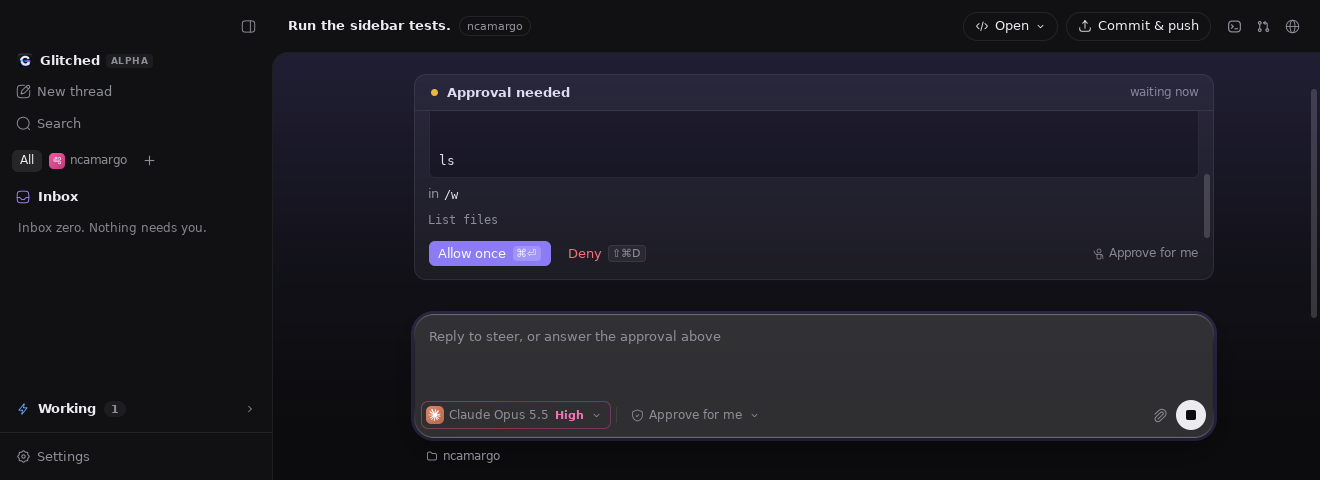 Run the sidebar tests. ncamargo
Open
Commit & push
Glitched ALPHA
New thread
Search
All ncamargo
Inbox
Inbox zero. Nothing needs you.
Working 1
Settings
Approval needed waiting now
ls
in /w
List files
Allow once ⌘⏎ Deny ⇧⌘D Approve for me
Reply to steer, or answer the approval above
Claude Opus 5.5 High Approve for me
ncamargo